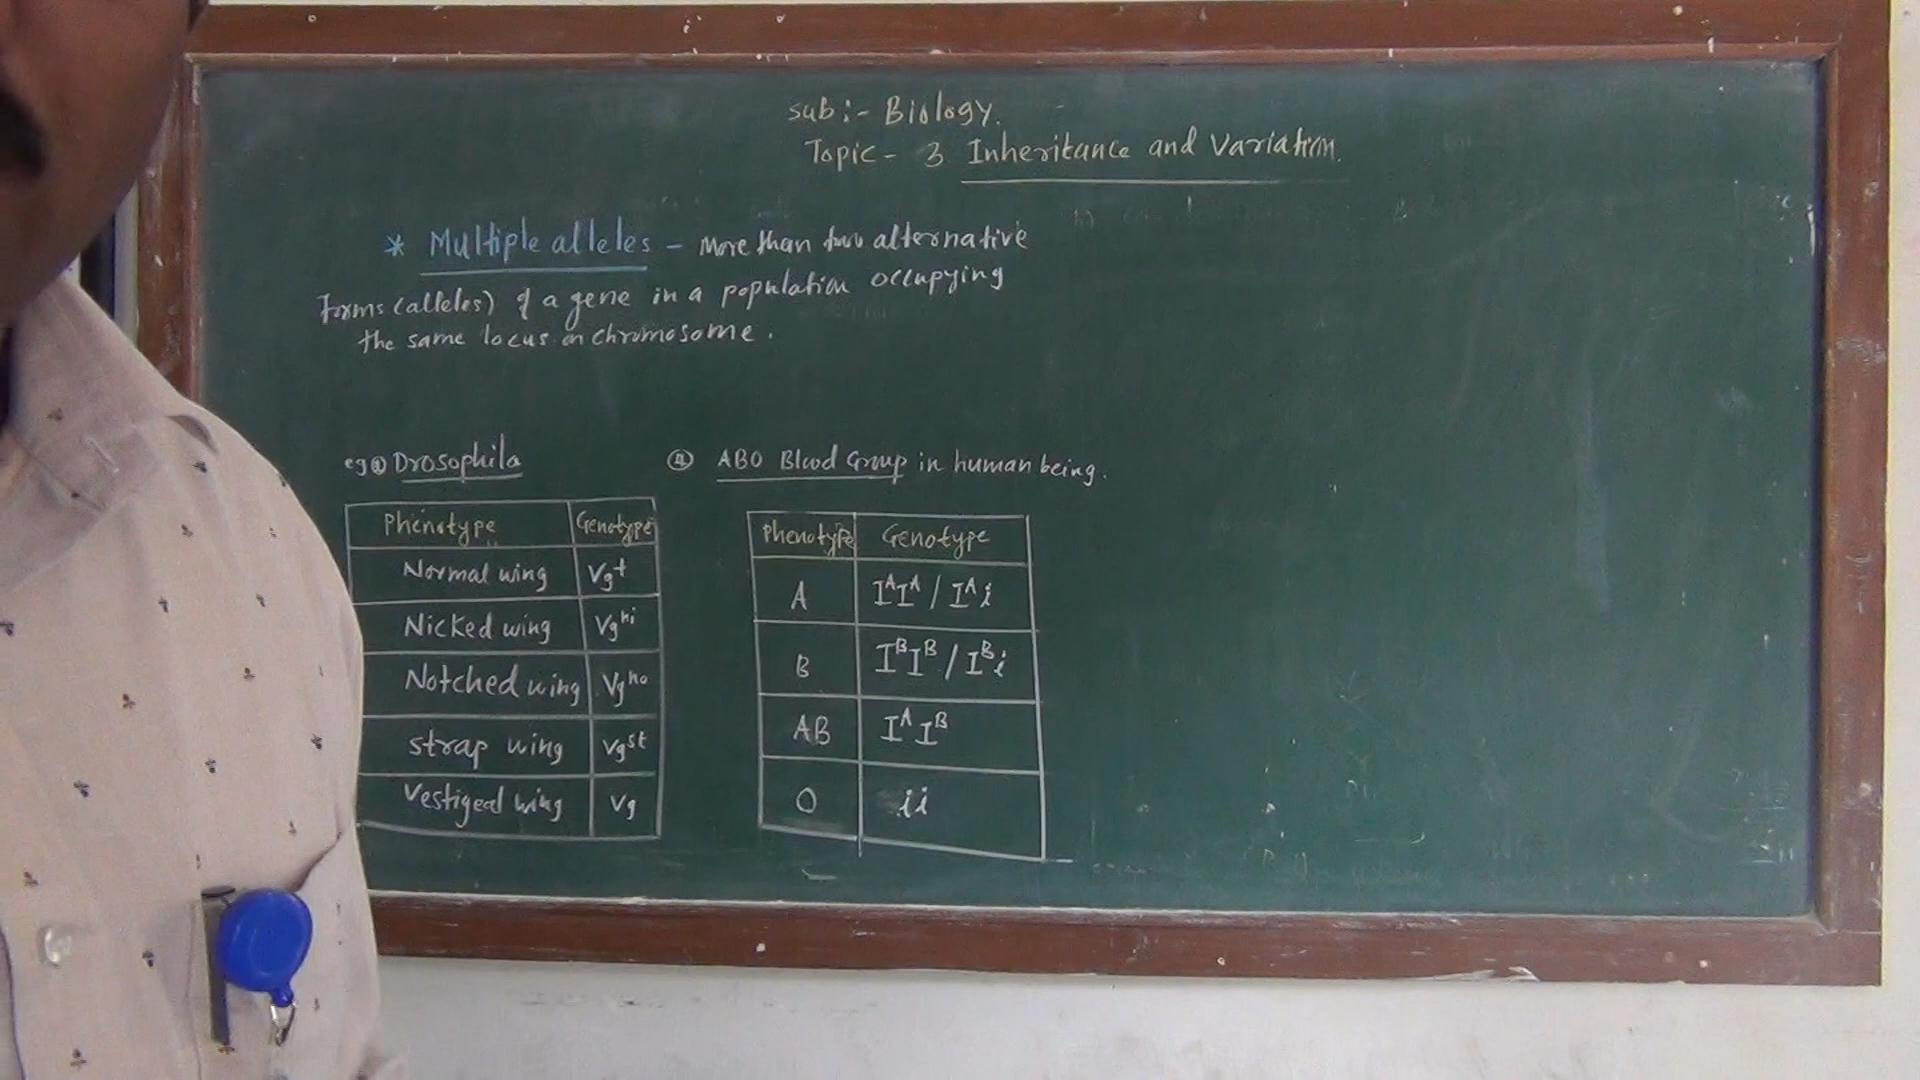 Sub:- Biology.
Topic- 3 Inheritance and Variation.
* Multiple alleles - More than two alternative
forms (alleles) of a gene in a population occupying
the same locus on chromosome.
eg ① Drosophila
Phenotype Genotype
Normal wing Vg⁺
Nicked wing Vgⁿⁱ
Notched wing Vgⁿᵒ
strap wing Vgˢᵗ
Vestigeal wing Vg
② ABO Blood Group in human being.
Phenotype Genotype
A IᴬIᴬ / Iᴬi
B IᴮIᴮ / Iᴮi
AB IᴬIᴮ
O ii